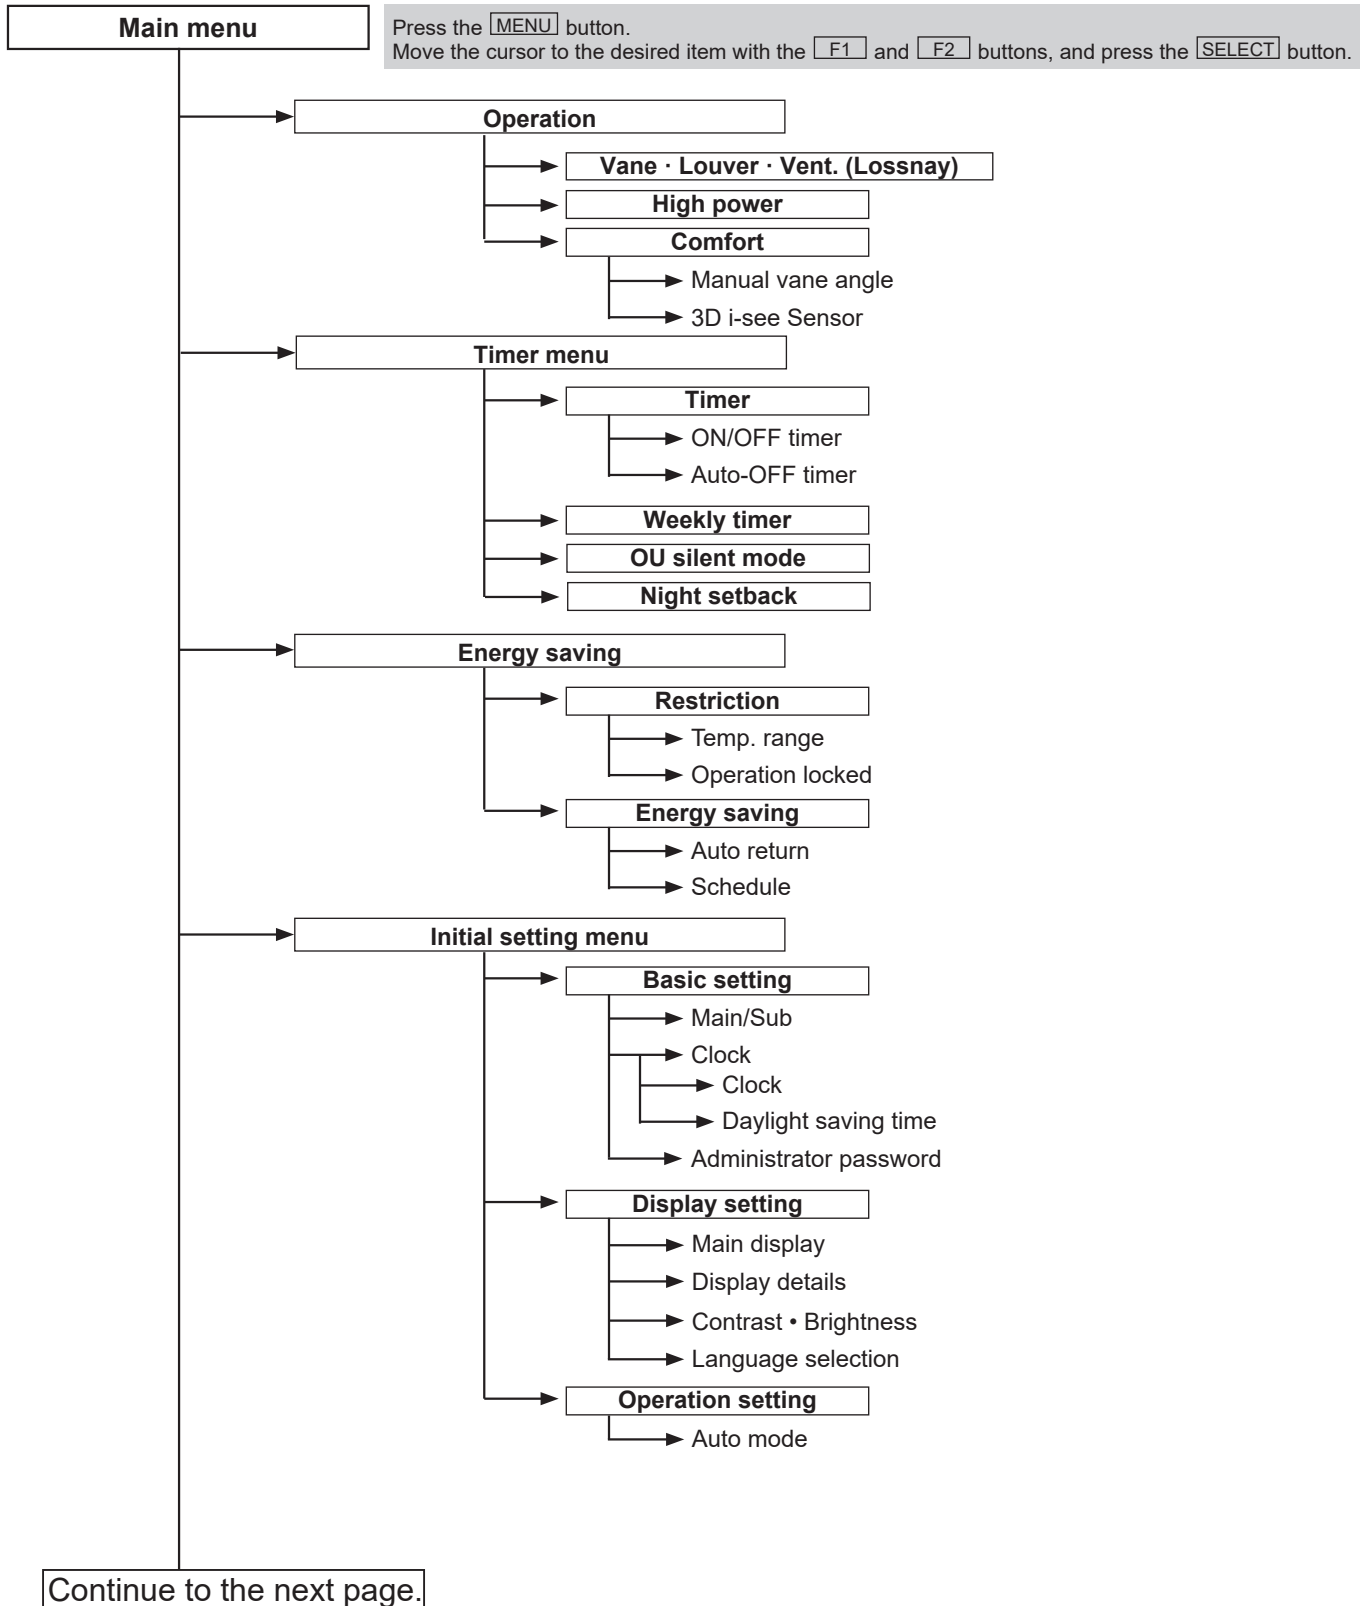 Main menu
Press the MENU button.
Move the cursor to the desired item with the F1 and F2 buttons, and press the SELECT button.
Operation
Vane · Louver · Vent. (Lossnay)
High power
Comfort
Manual vane angle
3D i-see Sensor
Timer menu
Timer
ON/OFF timer
Auto-OFF timer
Weekly timer
OU silent mode
Night setback
Energy saving
Restriction
Temp. range
Operation locked
Energy saving
Auto return
Schedule
Initial setting menu
Basic setting
Main/Sub
Clock
Clock
Daylight saving time
Administrator password
Display setting
Main display
Display details
Contrast • Brightness
Language selection
Operation setting
Auto mode
Continue to the next page.